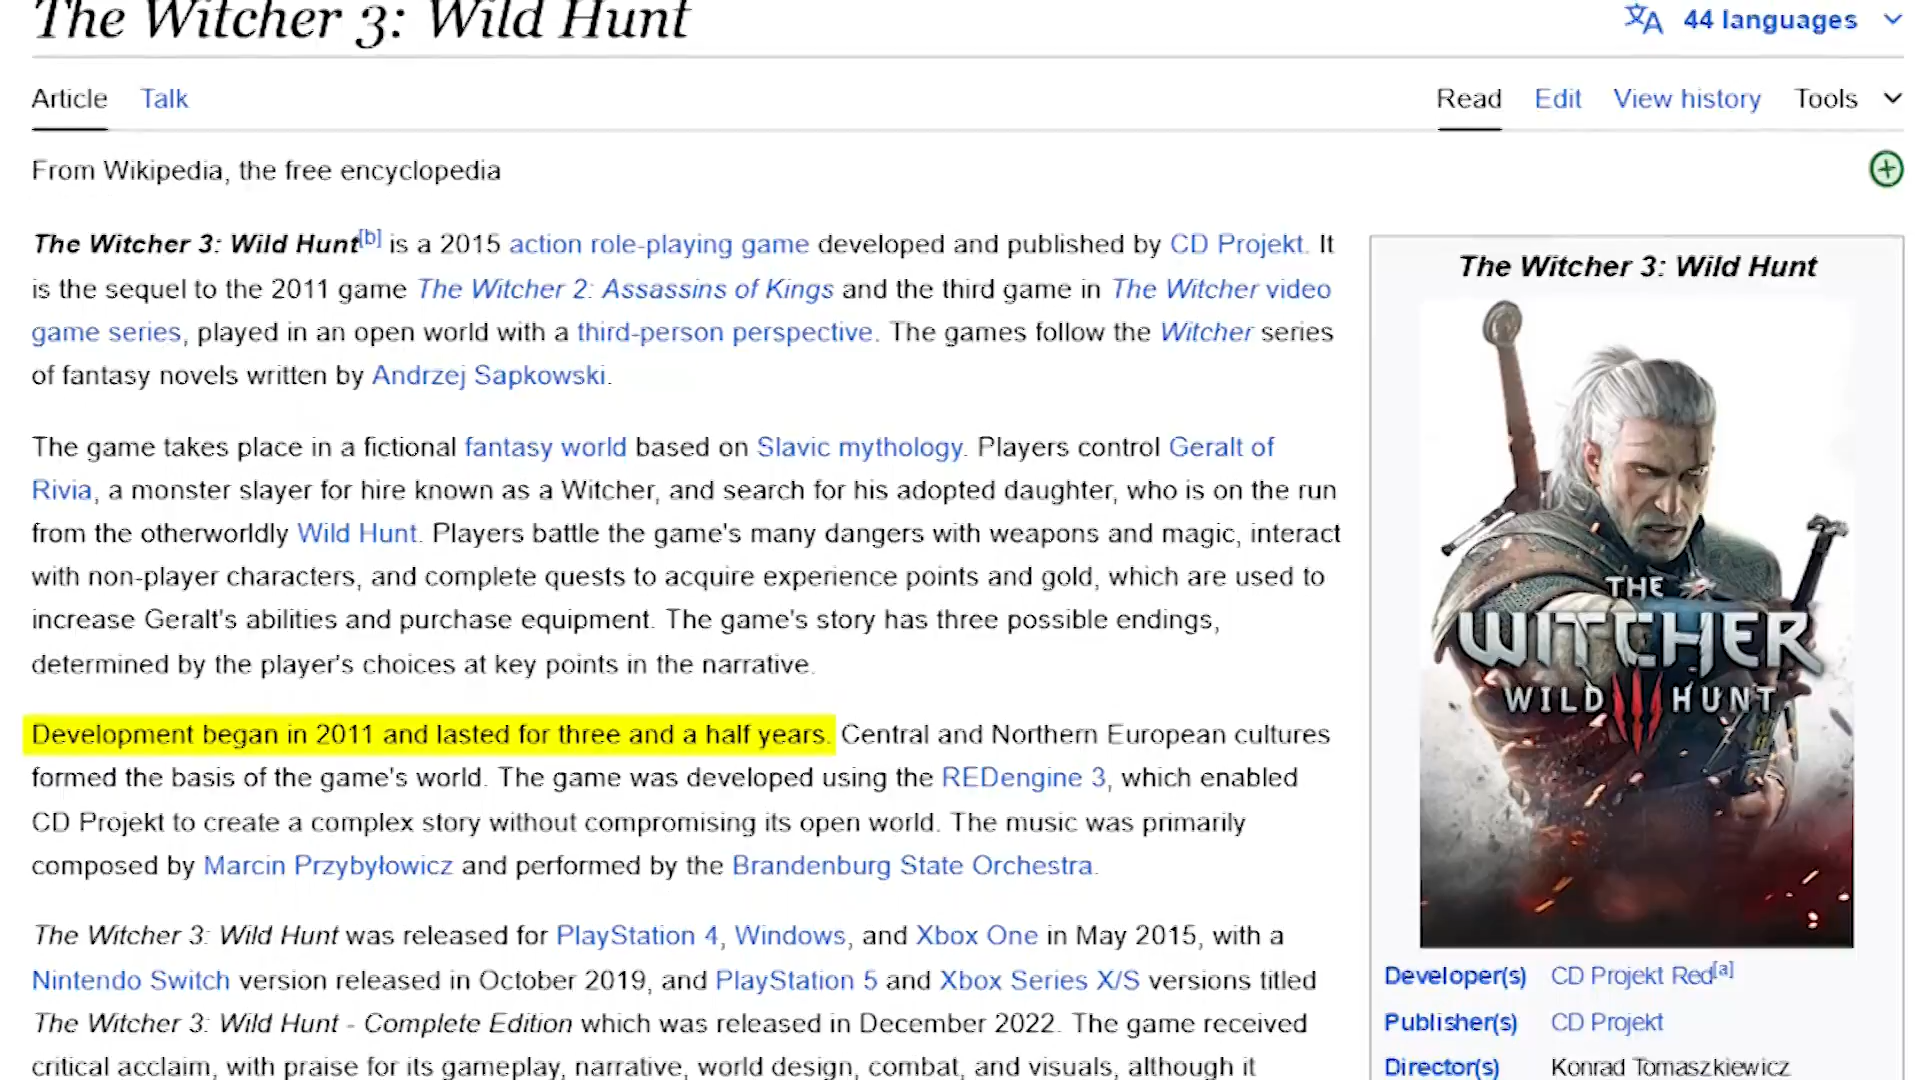 The Witcher 3: Wild Hunt
44 languages
Article Talk
Read Edit View history Tools
From Wikipedia, the free encyclopedia
The Witcher 3: Wild Hunt[b] is a 2015 action role-playing game developed and published by CD Projekt. It
is the sequel to the 2011 game The Witcher 2: Assassins of Kings and the third game in The Witcher video
game series, played in an open world with a third-person perspective. The games follow the Witcher series
of fantasy novels written by Andrzej Sapkowski.
The game takes place in a fictional fantasy world based on Slavic mythology. Players control Geralt of
Rivia, a monster slayer for hire known as a Witcher, and search for his adopted daughter, who is on the run
from the otherworldly Wild Hunt. Players battle the game's many dangers with weapons and magic, interact
with non-player characters, and complete quests to acquire experience points and gold, which are used to
increase Geralt's abilities and purchase equipment. The game's story has three possible endings,
determined by the player's choices at key points in the narrative.
Development began in 2011 and lasted for three and a half years. Central and Northern European cultures
formed the basis of the game's world. The game was developed using the REDengine 3, which enabled
CD Projekt to create a complex story without compromising its open world. The music was primarily
composed by Marcin Przybyłowicz and performed by the Brandenburg State Orchestra.
The Witcher 3: Wild Hunt was released for PlayStation 4, Windows, and Xbox One in May 2015, with a
Nintendo Switch version released in October 2019, and PlayStation 5 and Xbox Series X/S versions titled
The Witcher 3: Wild Hunt - Complete Edition which was released in December 2022. The game received
critical acclaim, with praise for its gameplay, narrative, world design, combat, and visuals, although it
The Witcher 3: Wild Hunt
THE
WITCHER
WILD III HUNT
Developer(s) CD Projekt Red[a]
Publisher(s) CD Projekt
Director(s) Konrad Tomaszkiewicz